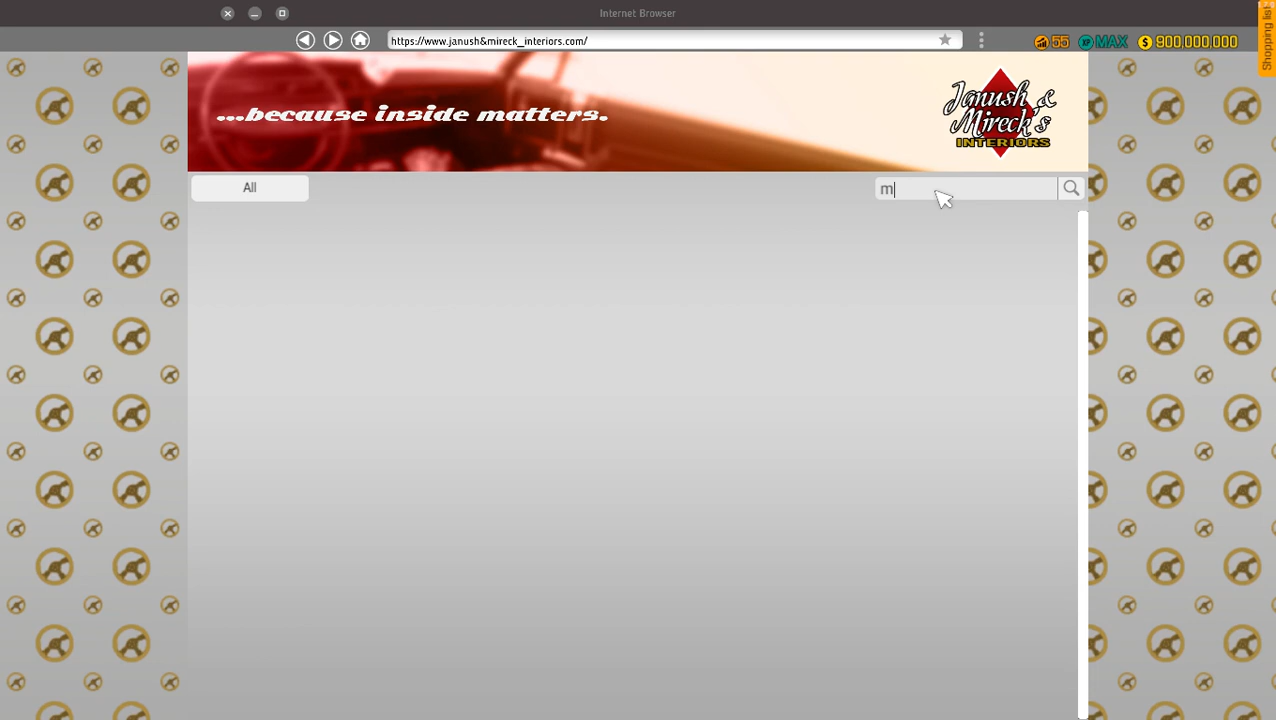 Internet Browser
https://www.janush&mireck_interiors.com/
55
XP MAX
$ 900.000.000
Shopping list
...because inside matters.
Janush &
Mireck's
INTERIORS
All
m